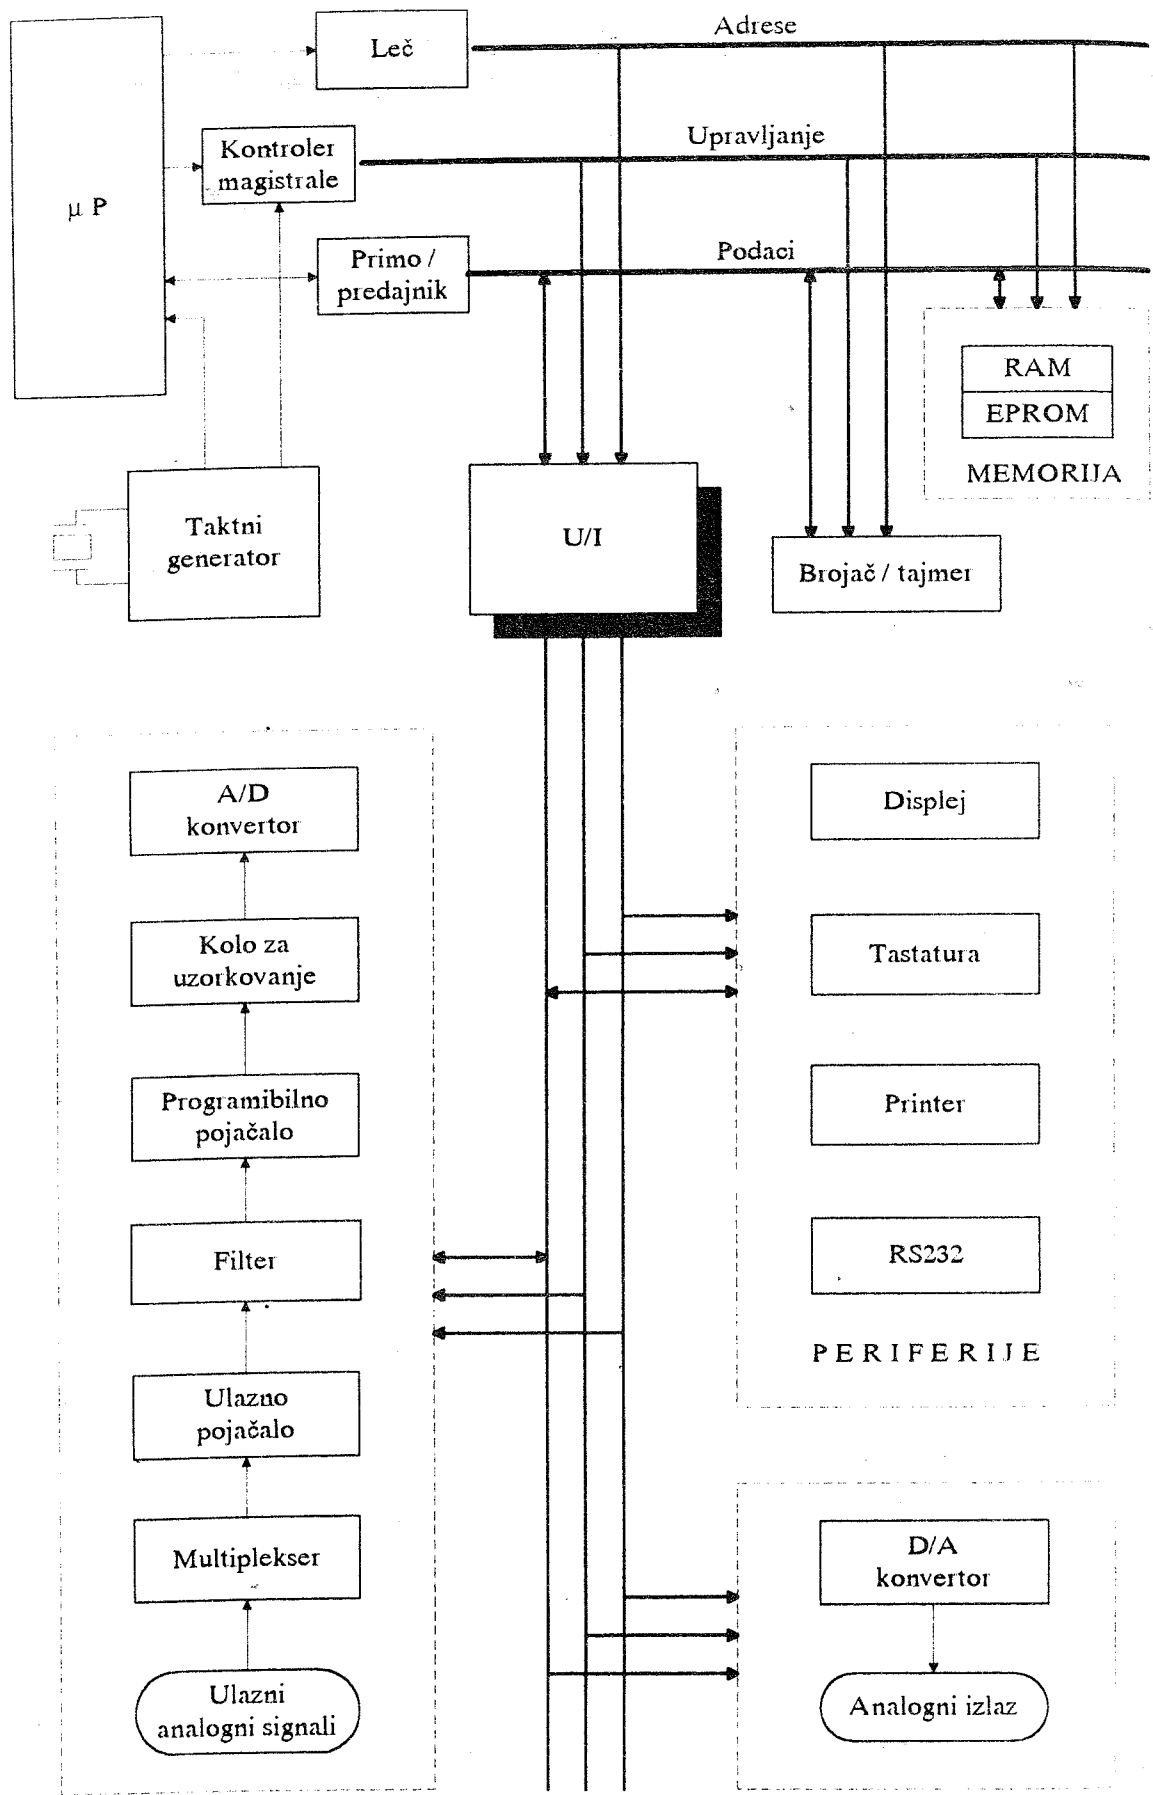 Adrese
Leč
Upravljanje
Kontroler
magistrale
μ P
Podaci
Primo /
predajnik
RAM
EPROM
MEMORIJA
Taktni
generator
U/I
Brojač / tajmer
A/D
konvertor
Kolo za
uzorkovanje
Programibilno
pojačalo
Filter
Ulazno
pojačalo
Multiplekser
Ulazni
analogni signali
Displej
Tastatura
Printer
RS232
PERIFERIJE
D/A
konvertor
Analogni izlaz